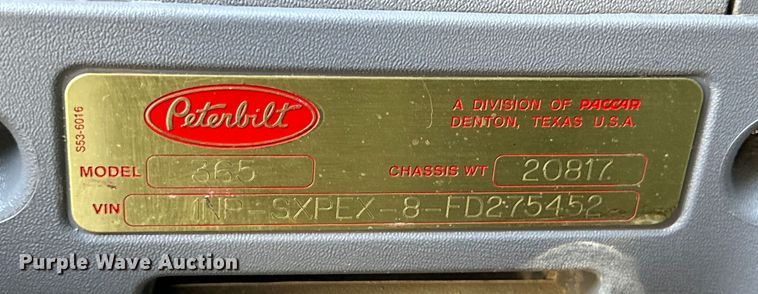 S53-6016
Peterbilt
A DIVISION OF PACCAR
DENTON, TEXAS U.S.A.
MODEL 365 CHASSIS WT 20817
VIN 1NP-SXPEX-8-FD275452
Purple Wave Auction